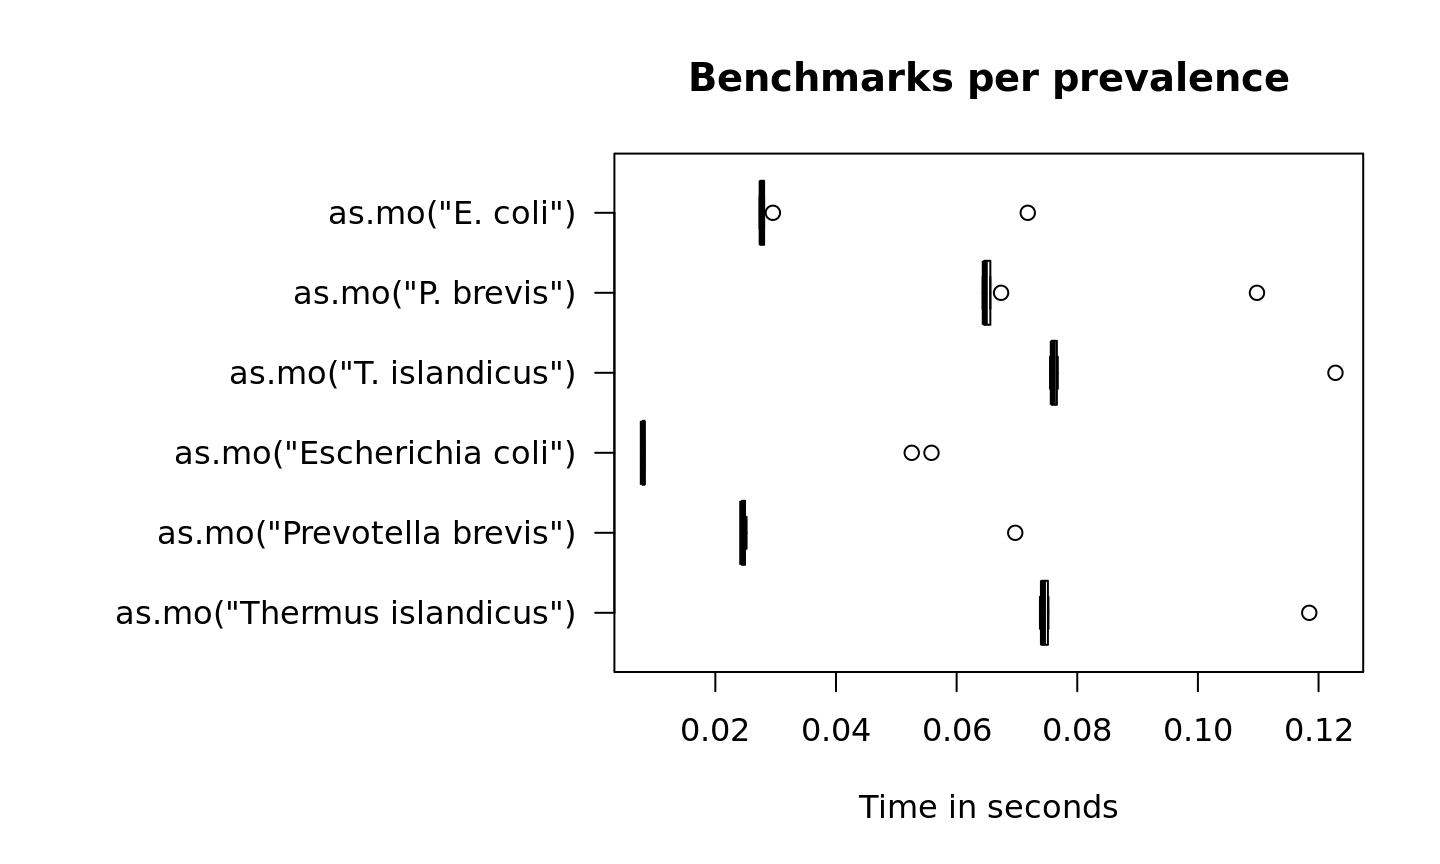 Benchmarks per prevalence
as.mo("E. coli")
as.mo("P. brevis")
as.mo("T. islandicus")
as.mo("Escherichia coli")
as.mo("Prevotella brevis")
as.mo("Thermus islandicus")
0.02 0.04 0.06 0.08 0.10 0.12
Time in seconds